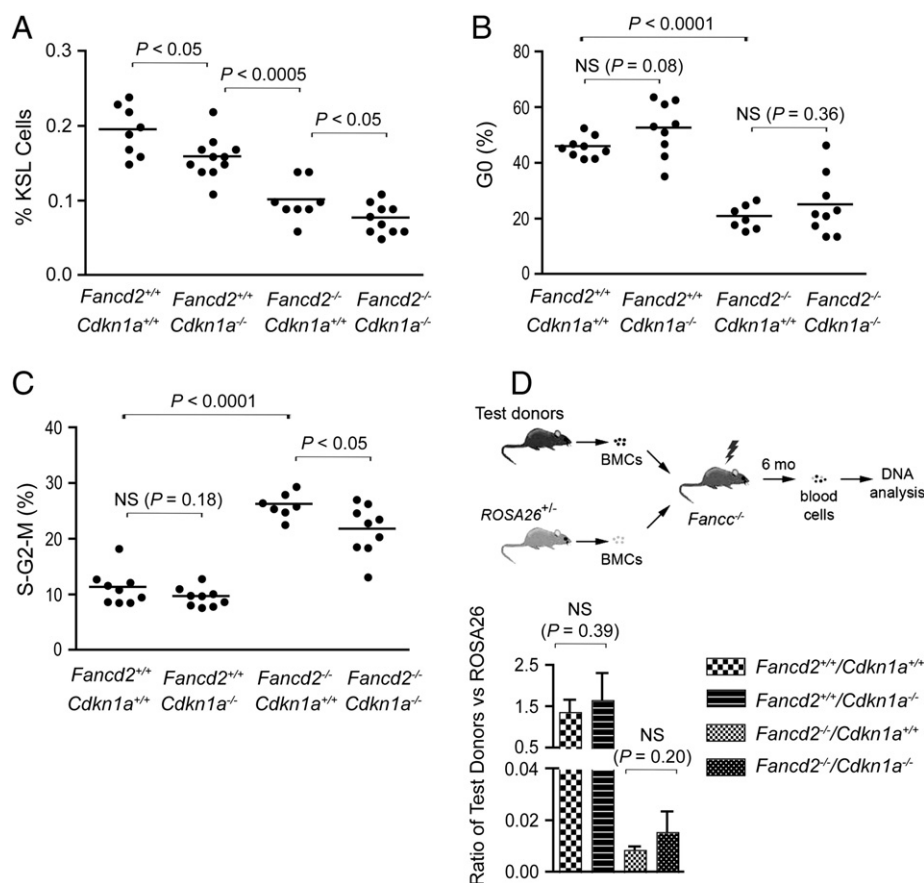 A
0.3
0.2
0.1
0.0
% KSL Cells
P < 0.05
P < 0.0005
P < 0.05
Fancd2+/+ Fancd2+/+ Fancd2-/- Fancd2-/-
Cdkn1a+/+ Cdkn1a-/- Cdkn1a+/+ Cdkn1a-/-
B
80
60
40
20
0
G0 (%)
P < 0.0001
NS (P = 0.08)
NS (P = 0.36)
Fancd2+/+ Fancd2+/+ Fancd2-/- Fancd2-/-
Cdkn1a+/+ Cdkn1a-/- Cdkn1a+/+ Cdkn1a-/-
C
40
30
20
10
0
S-G2-M (%)
P < 0.0001
P < 0.05
NS (P = 0.18)
Fancd2+/+ Fancd2+/+ Fancd2-/- Fancd2-/-
Cdkn1a+/+ Cdkn1a-/- Cdkn1a+/+ Cdkn1a-/-
D
Test donors
BMCs
ROSA26+/-
BMCs
Fancc-/-
6 mo
blood
cells
DNA
analysis
Ratio of Test Donors vs ROSA26
2.5
1.5
0.5
0.04
0.02
0.00
NS
(P = 0.39)
NS
(P = 0.20)
Fancd2+/+/Cdkn1a+/+
Fancd2+/+/Cdkn1a-/-
Fancd2-/-/Cdkn1a+/+
Fancd2-/-/Cdkn1a-/-